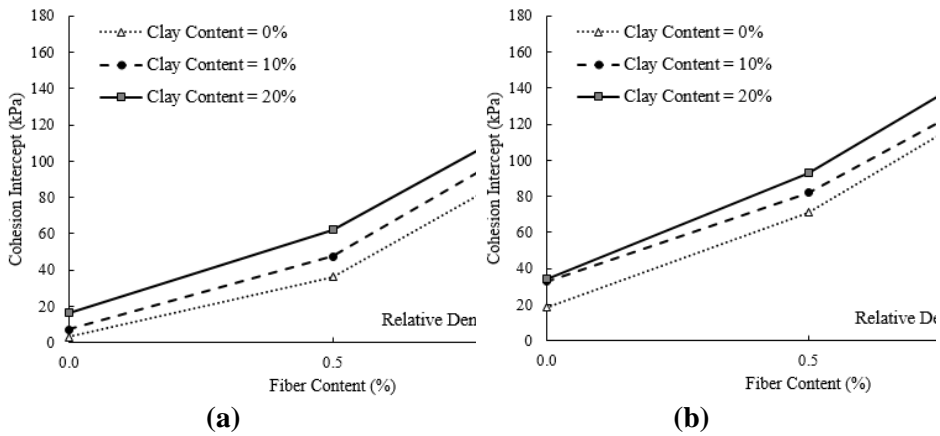 180
160
140
120
100
80
60
40
20
0
Cohesion Intercept (kPa)
Clay Content = 0%
Clay Content = 10%
Clay Content = 20%
Relative Den
0.0
0.5
Fiber Content (%)
(a)
180
160
140
120
100
80
60
40
20
0
Cohesion Intercept (kPa)
Clay Content = 0%
Clay Content = 10%
Clay Content = 20%
Relative De
0.0
0.5
Fiber Content (%)
(b)